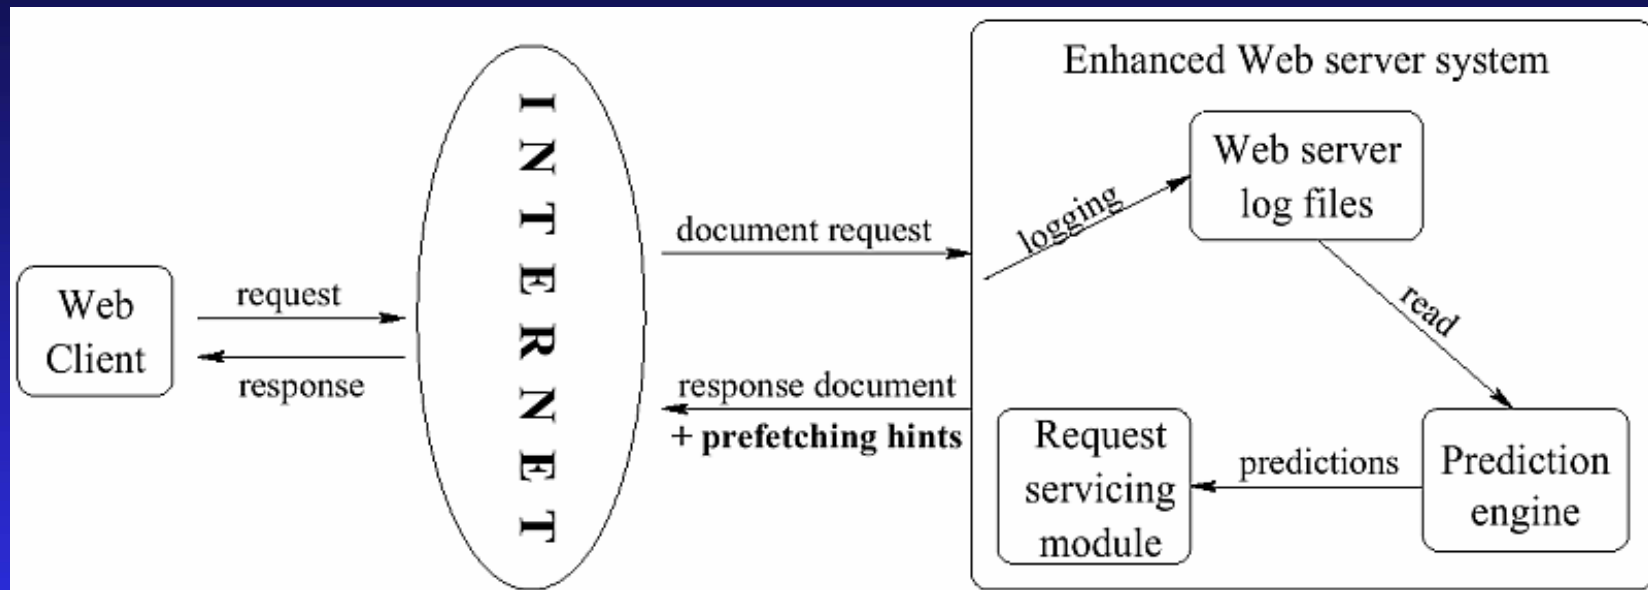 Web
Client
request
response
INTERNET
document request
response document
+ prefetching hints
Enhanced Web server system
logging
Web server
log files
read
Prediction
engine
predictions
Request
servicing
module